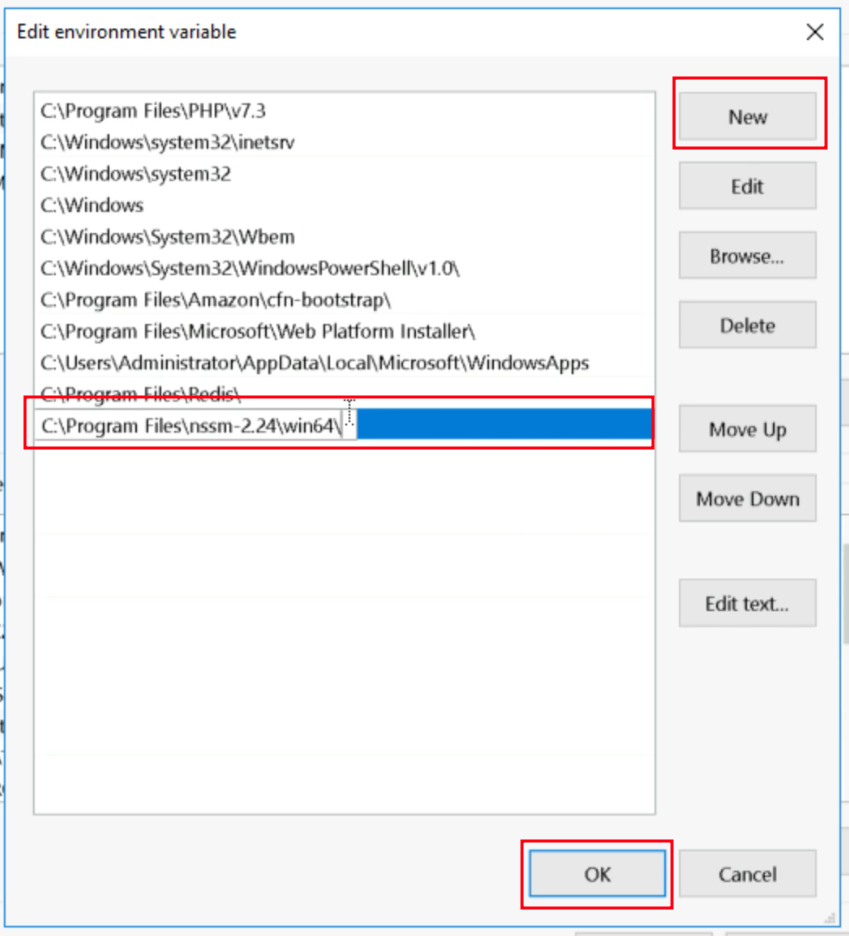 Edit environment variable
C:\Program Files\PHP\v7.3
New
C:\Windows\system32\inetsrv
C:\Windows\system32
Edit
C:\Windows
C:\Windows\System32\Wbem
Browse...
C:\Windows\System32\WindowsPowerShell\v1.0\
C:\Program Files\Amazon\cfn-bootstrap\
Delete
C:\Program Files\Microsoft\Web Platform Installer\
C:\Users\Administrator\AppData\Local\Microsoft\WindowsApps
C:\Program Files\Redis\
C:\Program Files\nssm-2.24\win64\
Move Up
Move Down
Edit text...
OK
Cancel